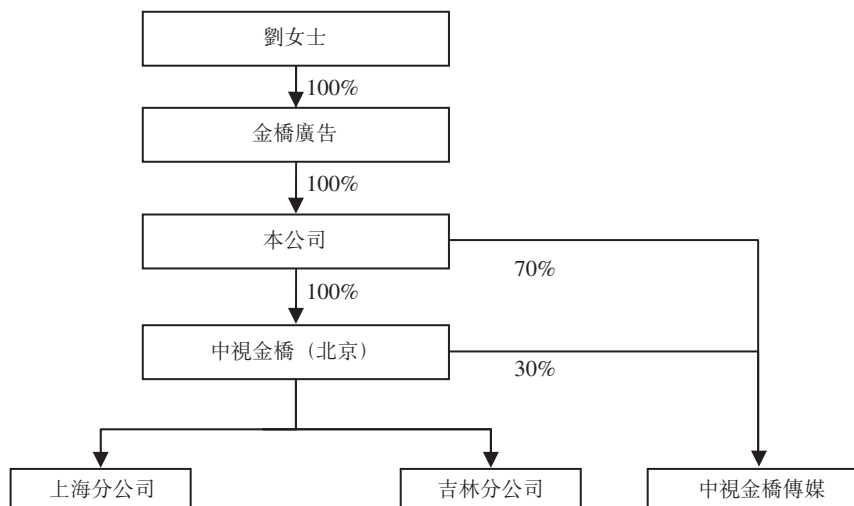 劉女士
100%
金橋廣告
100%
本公司
70%
100%
中視金橋（北京）
30%
上海分公司
吉林分公司
中視金橋傳媒